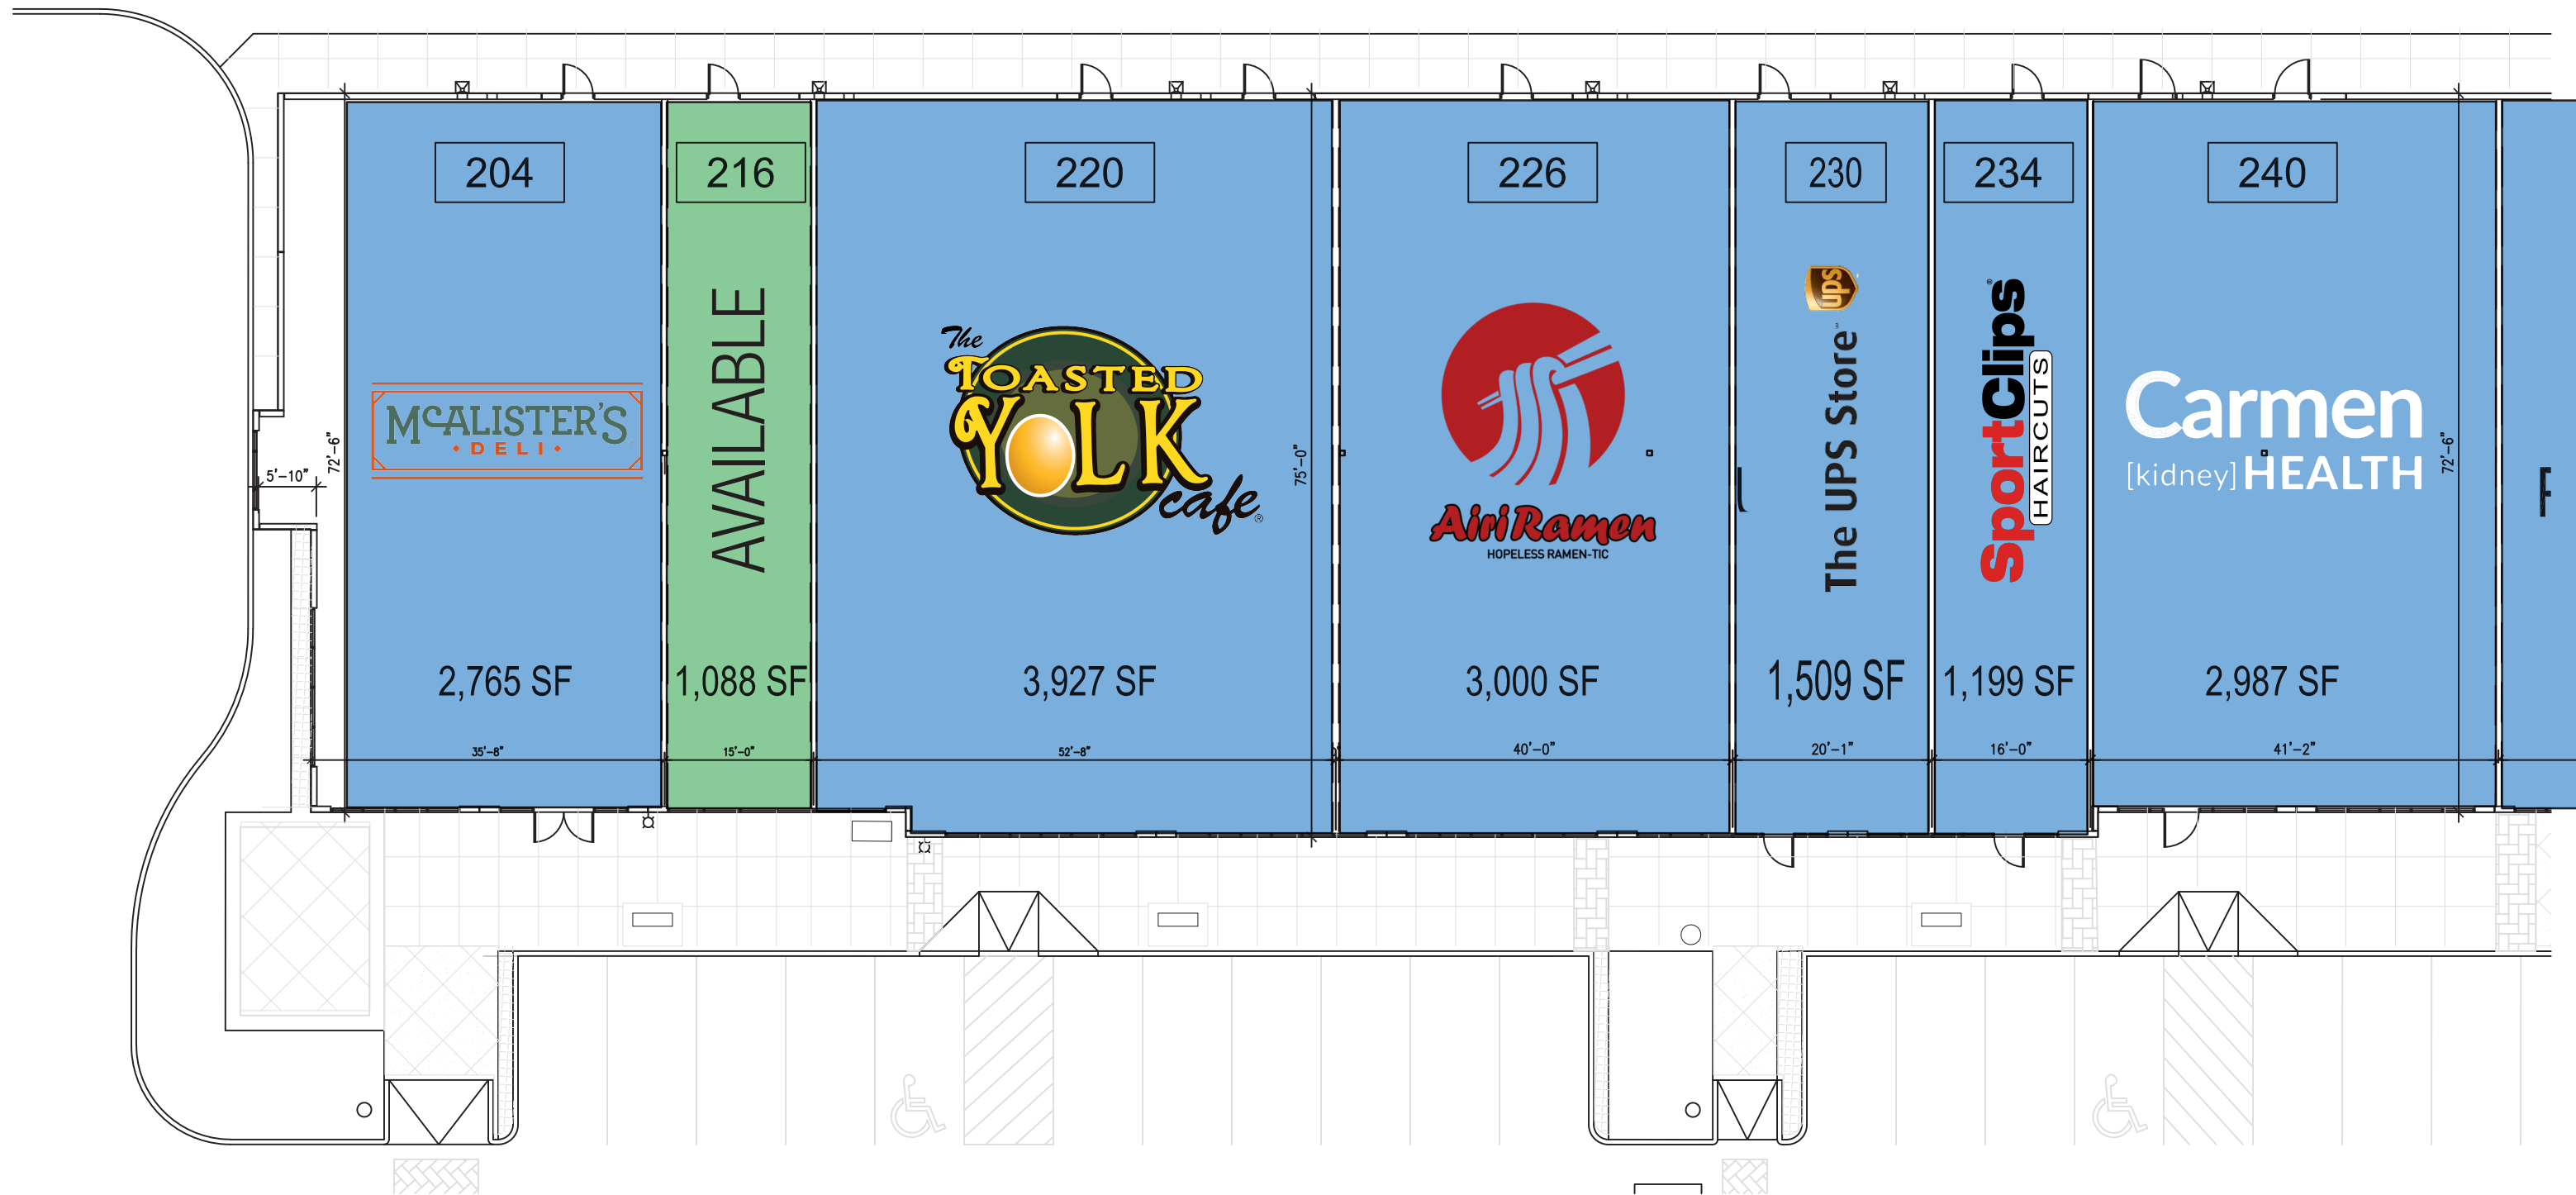 204
216
220
226
230
234
240
McALISTER'S
DELI
AVAILABLE
The
TOASTED
YOLK
cafe
AiriRamen
HOPELESS RAMEN-TIC
ups
The UPS Store
SportClips
HAIRCUTS
Carmen
[kidney] HEALTH
5'-10"
72'-6"
75'-0"
72'-6"
2,765 SF
1,088 SF
3,927 SF
3,000 SF
1,509 SF
1,199 SF
2,987 SF
35'-8"
15'-0"
52'-8"
40'-0"
20'-1"
16'-0"
41'-2"